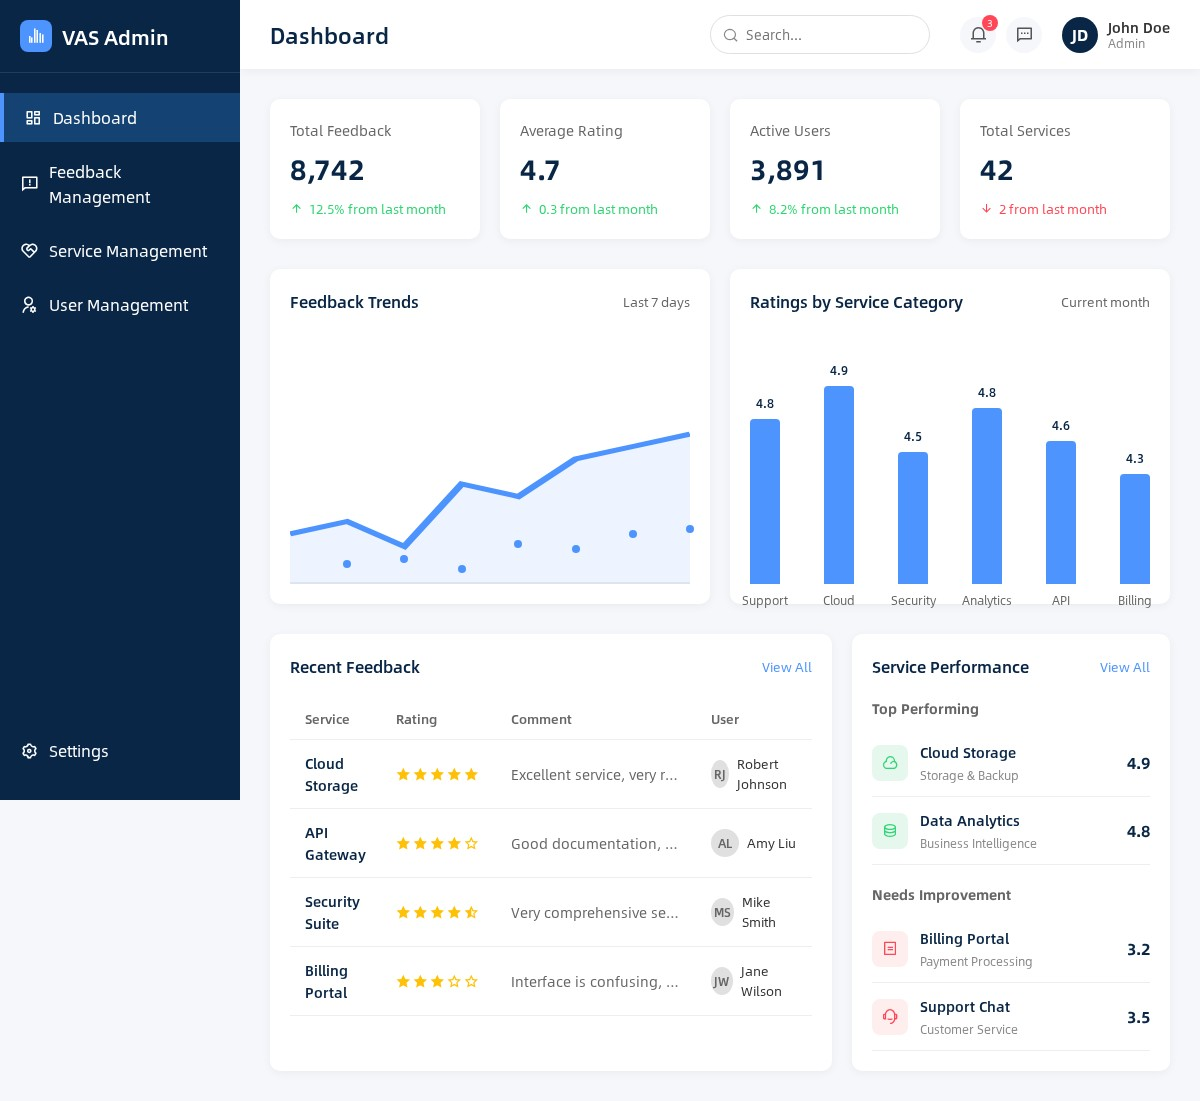 VAS Admin
Dashboard
Feedback
Management
Service Management
User Management
Settings
Dashboard
Search...
3
JD
John Doe
Admin
Total Feedback
8,742
12.5% from last month
Average Rating
4.7
0.3 from last month
Active Users
3,891
8.2% from last month
Total Services
42
2 from last month
Feedback Trends
Last 7 days
Ratings by Service Category
Current month
4.8
4.9
4.5
4.8
4.6
4.3
Support
Cloud
Security
Analytics
API
Billing
Recent Feedback
View All
Service
Rating
Comment
User
Cloud
Storage
Excellent service, very r...
RJ
Robert
Johnson
API
Gateway
Good documentation, ...
AL
Amy Liu
Security
Suite
Very comprehensive se...
MS
Mike
Smith
Billing
Portal
Interface is confusing, ...
JW
Jane
Wilson
Service Performance
View All
Top Performing
Cloud Storage
Storage & Backup
4.9
Data Analytics
Business Intelligence
4.8
Needs Improvement
Billing Portal
Payment Processing
3.2
Support Chat
Customer Service
3.5